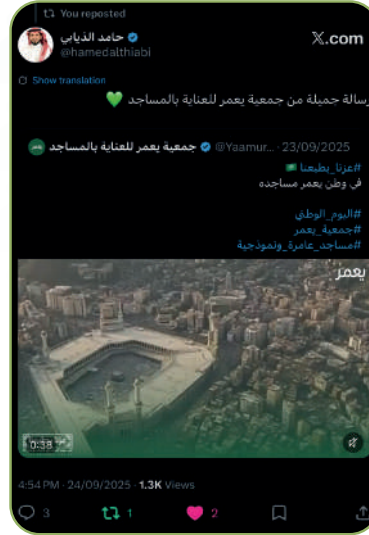 You reposted
حامد الذيابي
@hamedalthiabi
X.com
Show translation
رسالة جميلة من جمعية يعمر للعناية بالمساجد 💚
جمعية يعمر للعناية بالمساجد @Yaamur... · 23/09/2025
#عزنا_بطبعنا 🇸🇦
في وطن يعمر مساجده
#اليوم_الوطني
#جمعية_يعمر
#مساجد_عامرة_ونموذجية
يعمر
0:38
4:54 PM · 24/09/2025 · 1.3K Views
3 1 2